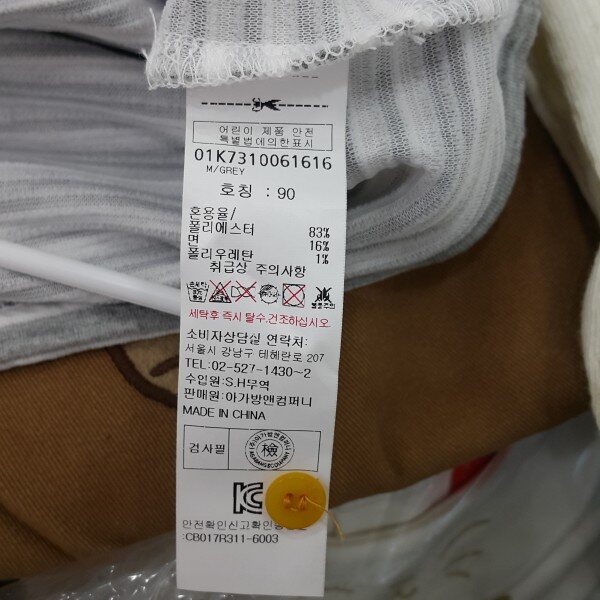 어린이 제품 안전
특별법에의한표시
01K7310061616
M/GREY
호칭 : 90
혼용율/
폴리에스터 83%
면 16%
폴리우레탄 1%
취급상 주의사항
세탁후 즉시 탈수,건조하십시오
소비자상담실 연락처:
서울시 강남구 테헤란로 207
TEL:02-527-1430~2
수입원:S.H무역
판매원:아가방앤컴퍼니
MADE IN CHINA
검사필
檢
안전확인신고확인증
:CB017R311-6003